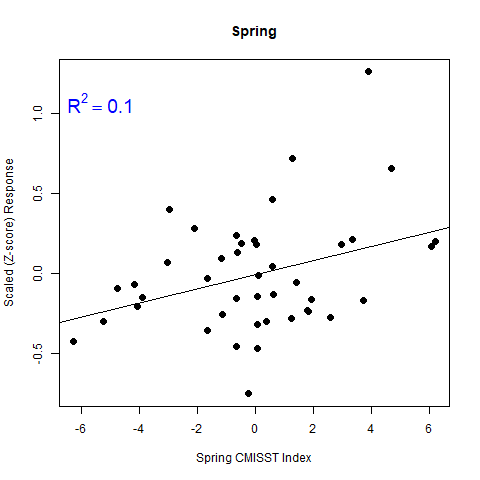 Spring
R² = 0.1
Scaled (Z-score) Response
1.0
0.5
0.0
-0.5
-6 -4 -2 0 2 4 6
Spring CMISST Index